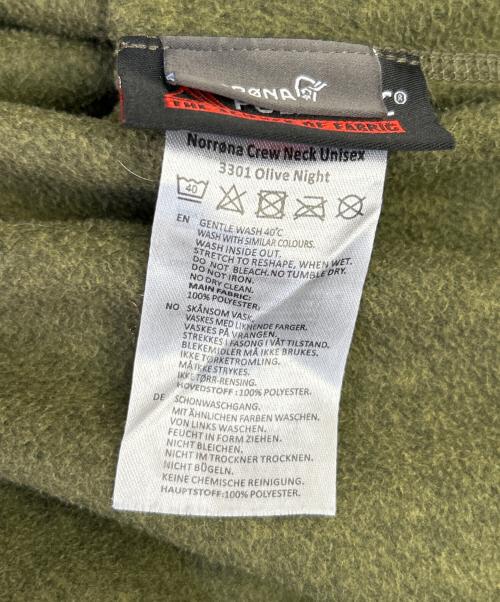 RØNA
®
OF FABRIC
Norrøna Crew Neck Unisex
3301 Olive Night
40
EN GENTLE WASH 40°C
WASH WITH SIMILAR COLOURS.
WASH INSIDE OUT.
STRETCH TO RESHAPE, WHEN WET.
DO NOT BLEACH. NO TUMBLE DRY.
DO NOT IRON.
NO DRY CLEAN.
MAIN FABRIC:
100% POLYESTER,
NO SKÅNSOM VASK.
VASKES MED LIKNENDE FARGER.
VASKES PÅ VRANGEN.
STREKKES I FASONG I VÅT TILSTAND.
BLEKEMIDLER MÅ IKKE BRUKES.
IKKE TØRKETROMLING.
MÅ IKKE STRYKES.
IKKE TØRR-RENSING.
HOVEDSTOFF :100% POLYESTER.
DE SCHONWASCHGANG.
MIT ÄHNLICHEN FARBEN WASCHEN.
VON LINKS WASCHEN.
FEUCHT IN FORM ZIEHEN.
NICHT BLEICHEN.
NICHT IM TROCKNER TROCKNEN.
NICHT BÜGELN.
KEINE CHEMISCHE REINIGUNG.
HAUPTSTOFF:100% POLYESTER.